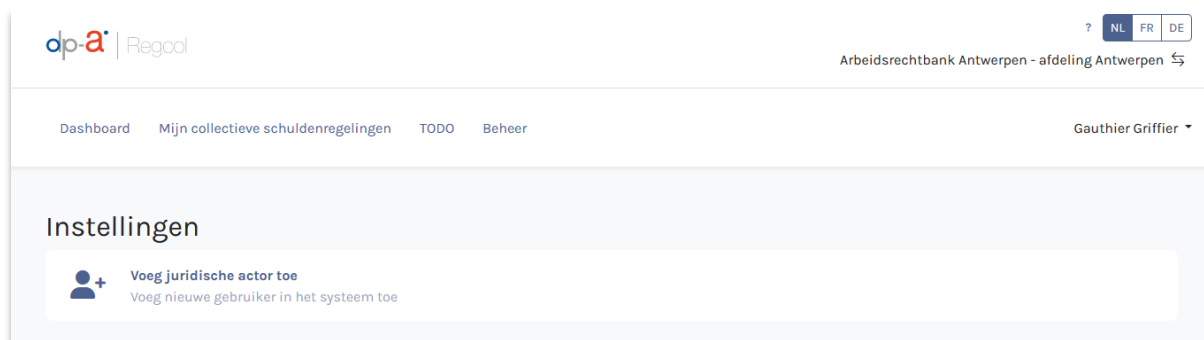 dp-a | Regcol
? NL FR DE
Arbeidsrechtbank Antwerpen - afdeling Antwerpen
Dashboard Mijn collectieve schuldenregelingen TODO Beheer Gauthier Griffier
Instellingen
Voeg juridische actor toe
Voeg nieuwe gebruiker in het systeem toe